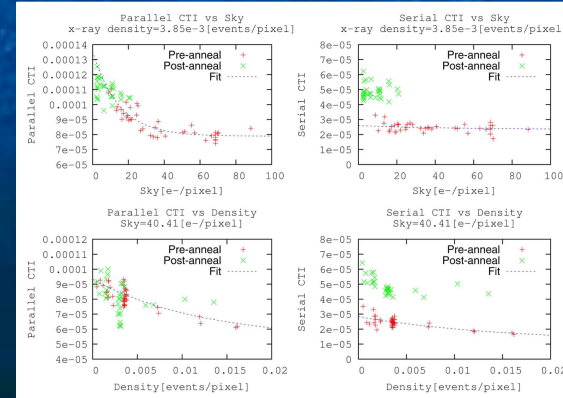 Parallel CTI vs Sky
x-ray density=3.85e-3[events/pixel]
0.00014
0.00013
0.00012
0.00011
0.0001
9e-05
8e-05
7e-05
6e-05
Parallel CTI
Pre-anneal
Post-anneal
Fit
0 20 40 60 80 100
Sky[e-/pixel]
Serial CTI vs Sky
x-ray density=3.85e-3[events/pixel]
8e-05
7e-05
6e-05
5e-05
4e-05
3e-05
2e-05
1e-05
0
Serial CTI
Pre-anneal
Post-anneal
Fit
0 20 40 60 80 100
Sky[e-/pixel]
Parallel CTI vs Density
Sky=40.41[e-/pixel]
0.00012
0.00011
0.0001
9e-05
8e-05
7e-05
6e-05
5e-05
4e-05
Parallel CTI
Pre-anneal
Post-anneal
Fit
0 0.005 0.01 0.015 0.02
Density[events/pixel]
Serial CTI vs Density
Sky=40.41[e-/pixel]
8e-05
7e-05
6e-05
5e-05
4e-05
3e-05
2e-05
1e-05
0
Serial CTI
Pre-anneal
Post-anneal
Fit
0 0.005 0.01 0.015 0.02
Density[events/pixel]